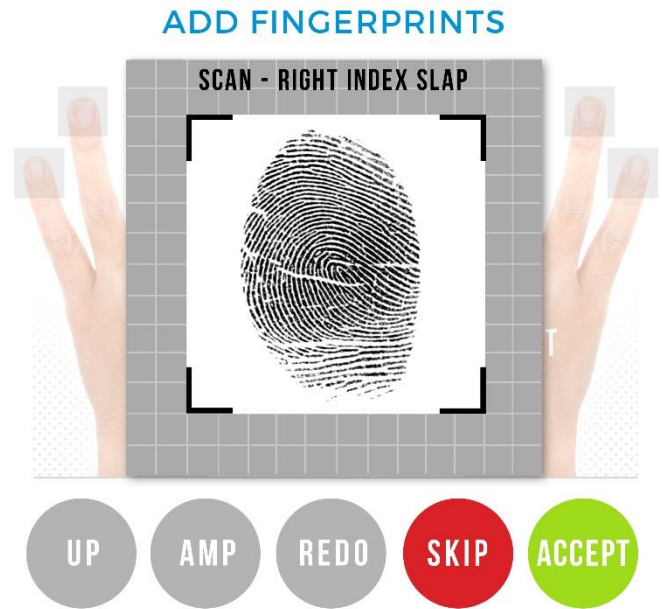 ADD FINGERPRINTS
SCAN - RIGHT INDEX SLAP
T
UP AMP REDO SKIP ACCEPT